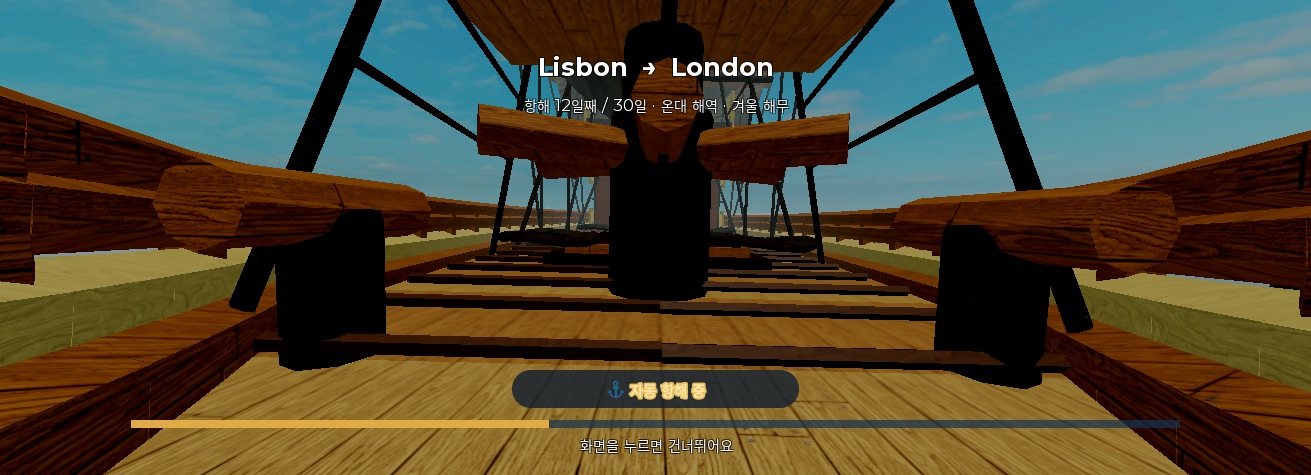 Lisbon → London
항해 12일째 / 30일 · 온대 해역 · 겨울 해무
⚓ 자동 항해 중
화면을 누르면 건너뛰어요